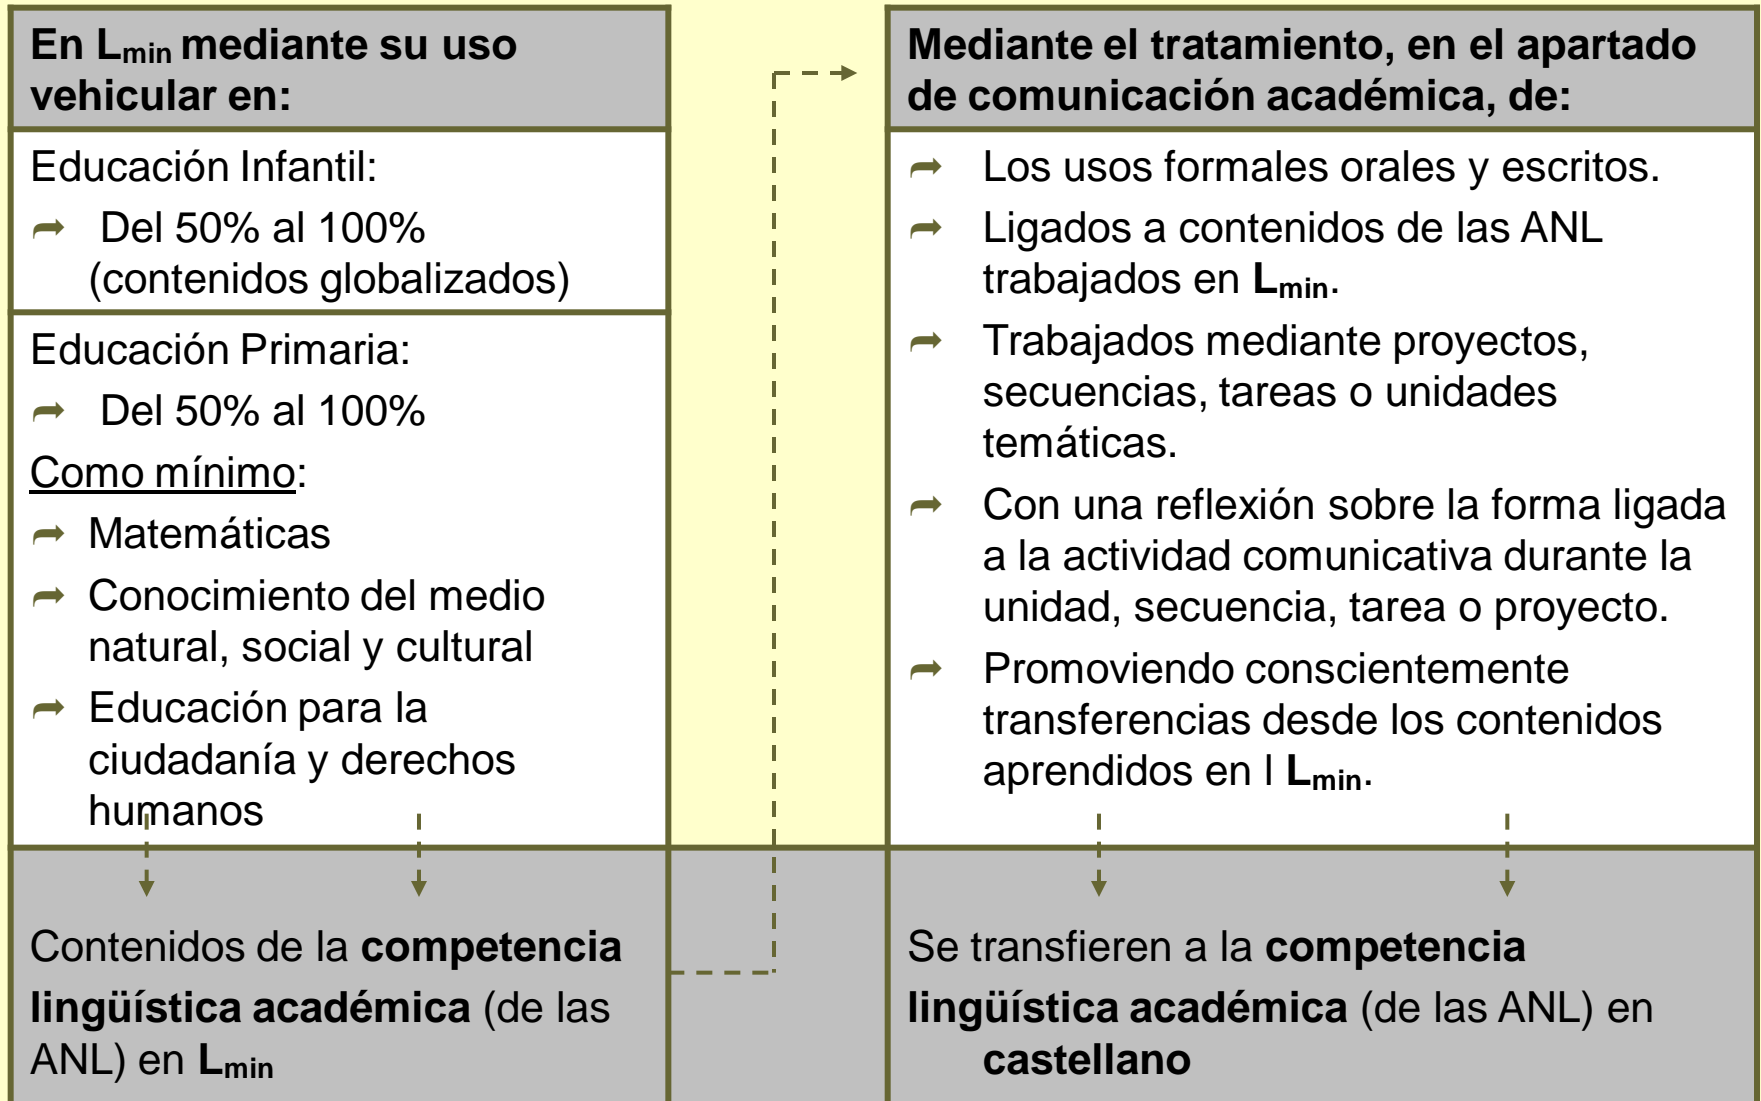 En Lmin mediante su uso
vehicular en:
Educación Infantil:
Del 50% al 100%
(contenidos globalizados)
Educación Primaria:
Del 50% al 100%
Como mínimo:
Matemáticas
Conocimiento del medio
natural, social y cultural
Educación para la
ciudadanía y derechos
humanos
Contenidos de la competencia
lingüística académica (de las
ANL) en Lmin
Mediante el tratamiento, en el apartado
de comunicación académica, de:
Los usos formales orales y escritos.
Ligados a contenidos de las ANL
trabajados en Lmin.
Trabajados mediante proyectos,
secuencias, tareas o unidades
temáticas.
Con una reflexión sobre la forma ligada
a la actividad comunicativa durante la
unidad, secuencia, tarea o proyecto.
Promoviendo conscientemente
transferencias desde los contenidos
aprendidos en l Lmin.
Se transfieren a la competencia
lingüística académica (de las ANL) en
castellano